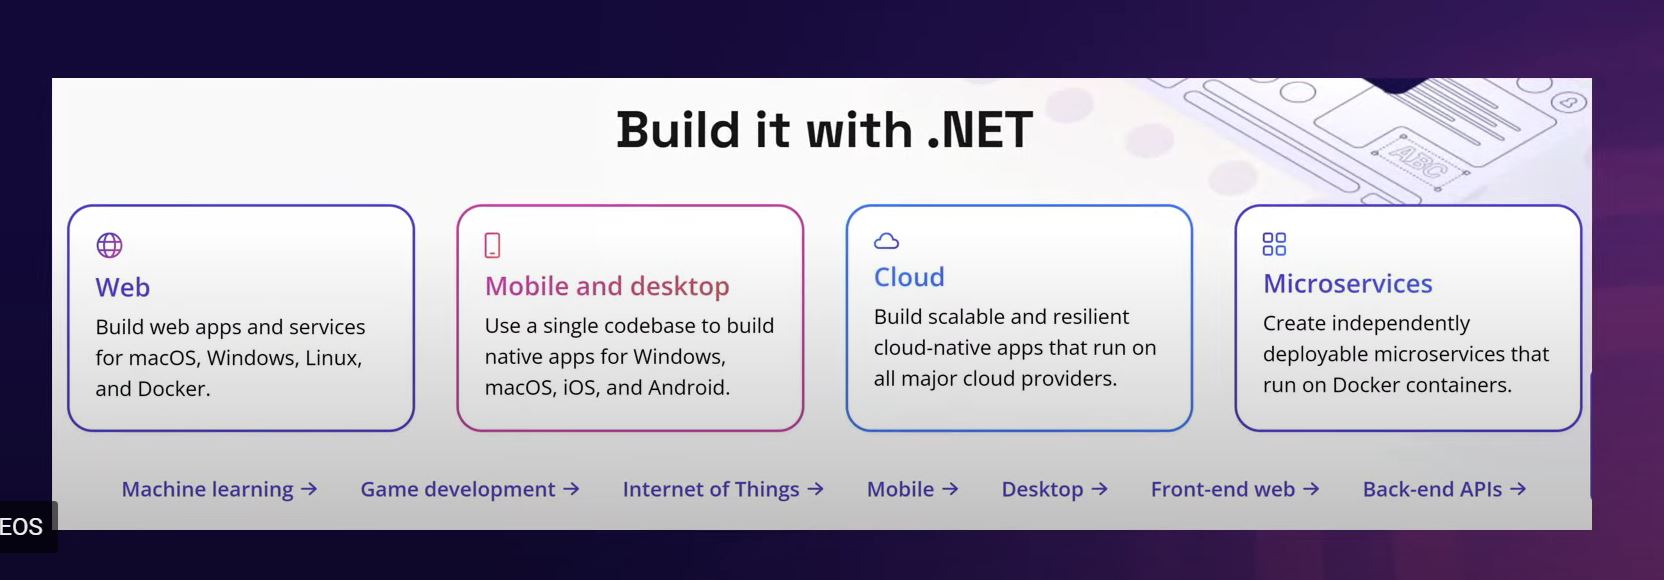 Build it with .NET
ABC
Web
Build web apps and services
for macOS, Windows, Linux,
and Docker.
Mobile and desktop
Use a single codebase to build
native apps for Windows,
macOS, iOS, and Android.
Cloud
Build scalable and resilient
cloud-native apps that run on
all major cloud providers.
Microservices
Create independently
deployable microservices that
run on Docker containers.
Machine learning → Game development → Internet of Things → Mobile → Desktop → Front-end web → Back-end APIs →
EOS